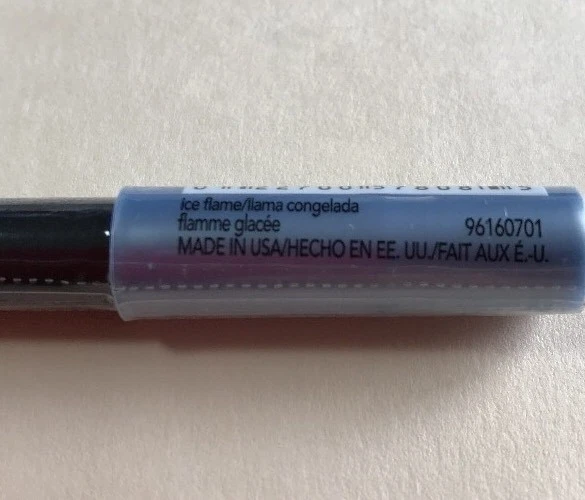 ice flame/llama congelada
flamme glacée 96160701
MADE IN USA/HECHO EN EE. UU./FAIT AUX É.-U.